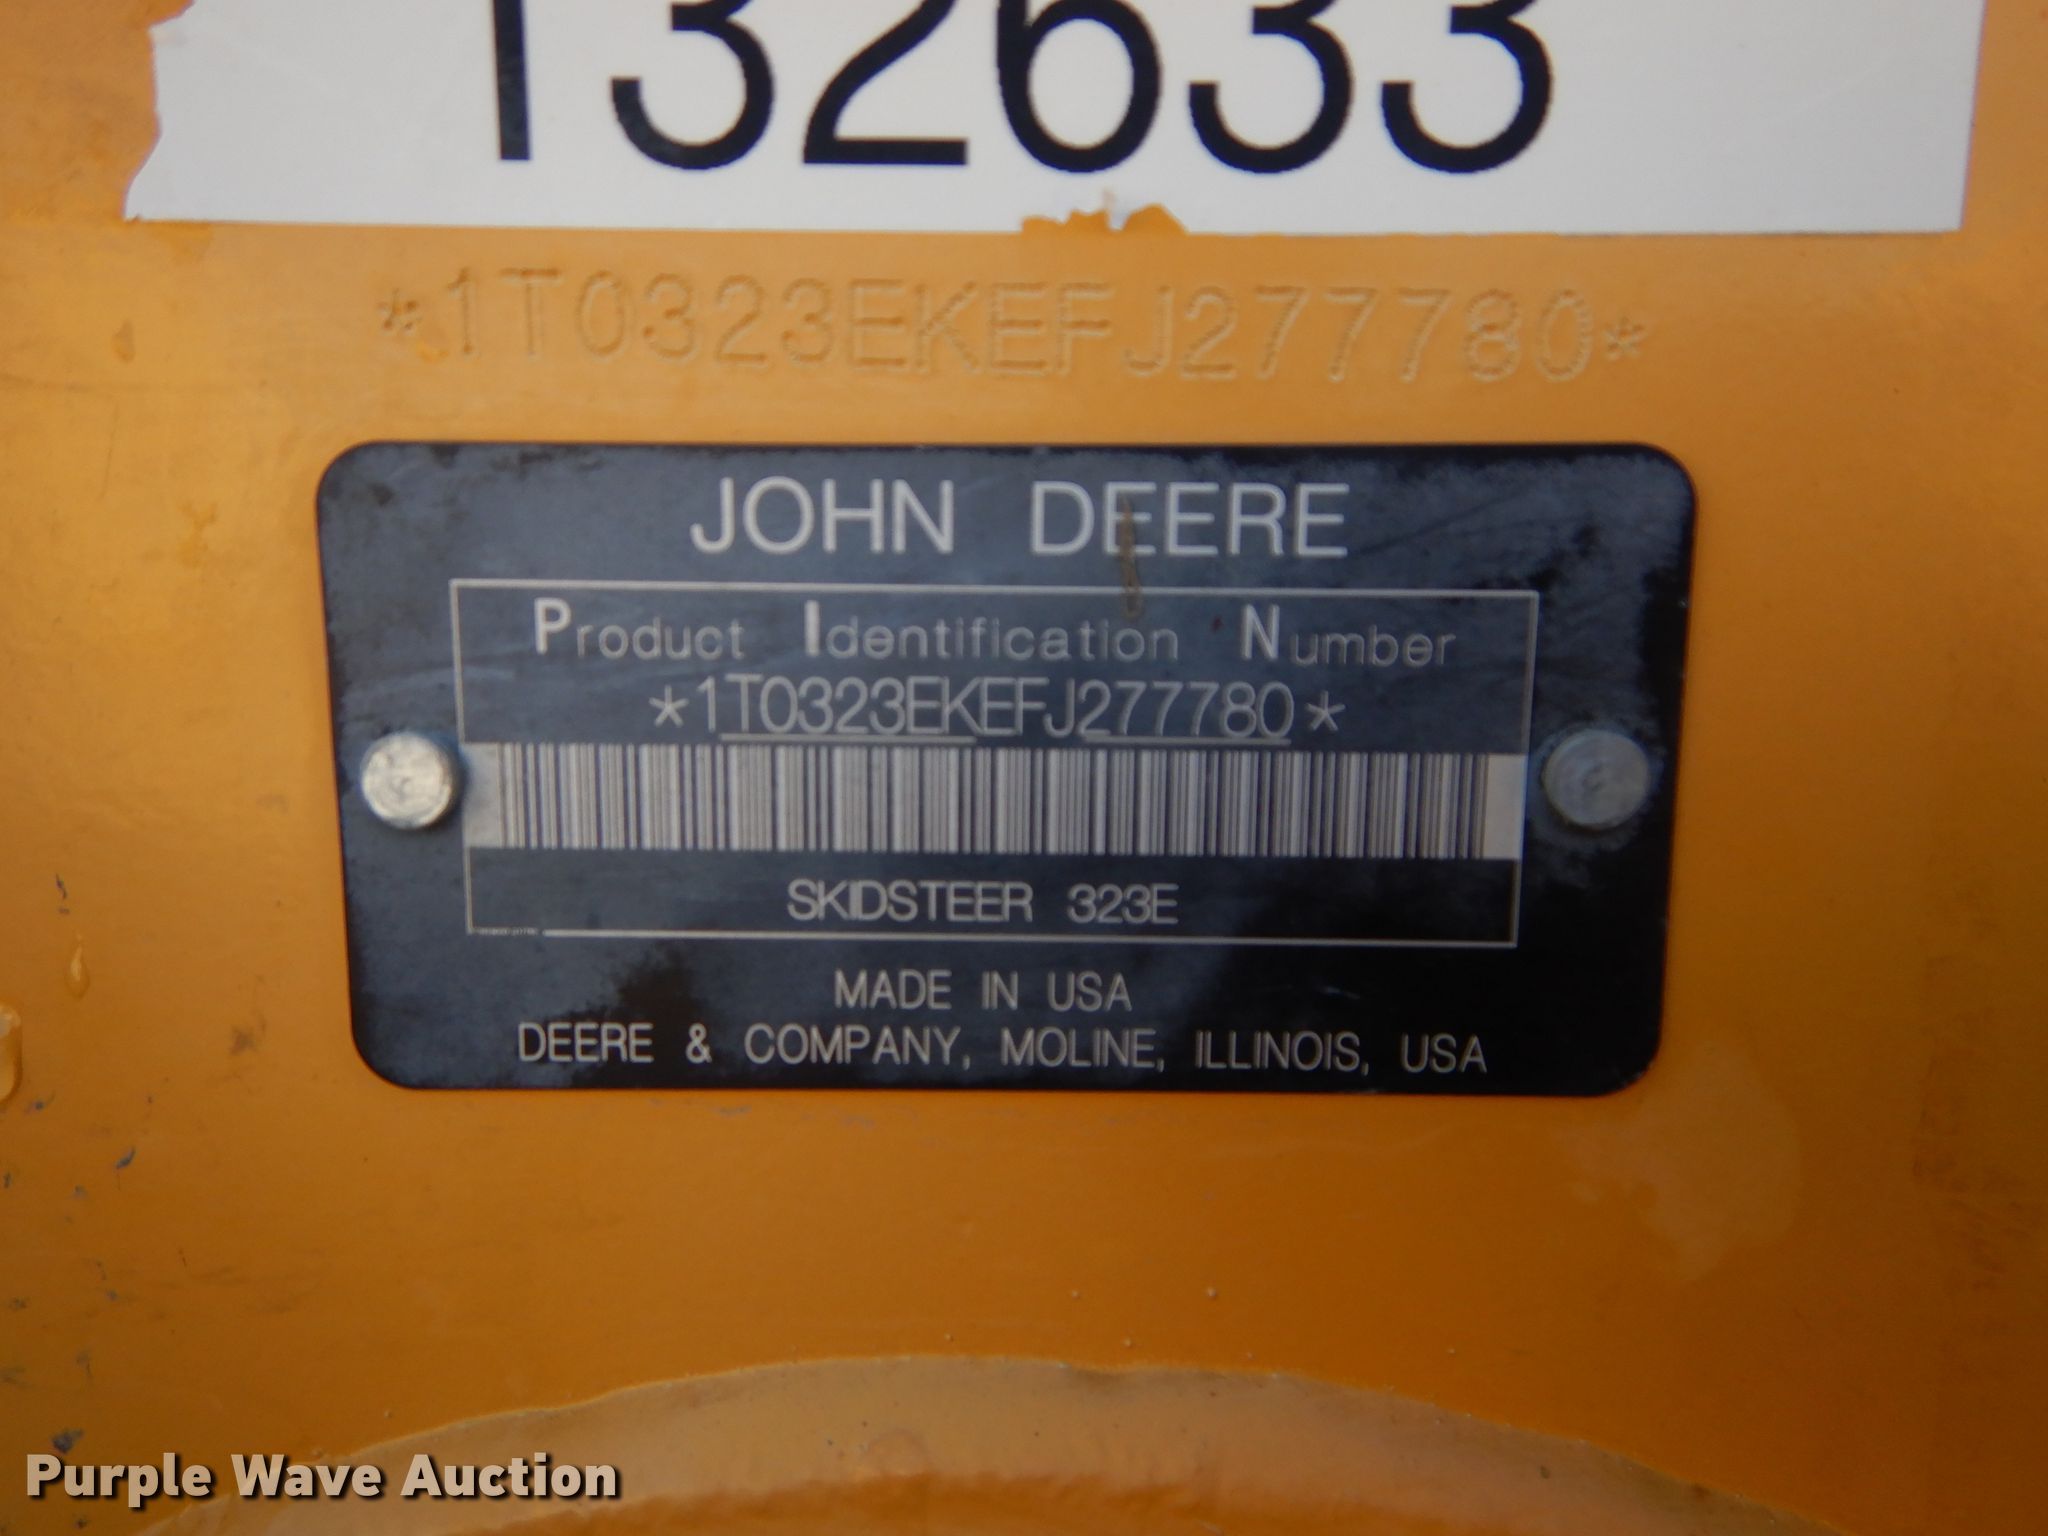 132633
*1T0323EKEFJ277780*
JOHN DEERE
Product Identification Number
*1T0323EKEFJ277780*
SKIDSTEER 323E
MADE IN USA
DEERE & COMPANY, MOLINE, ILLINOIS, USA
Purple Wave Auction